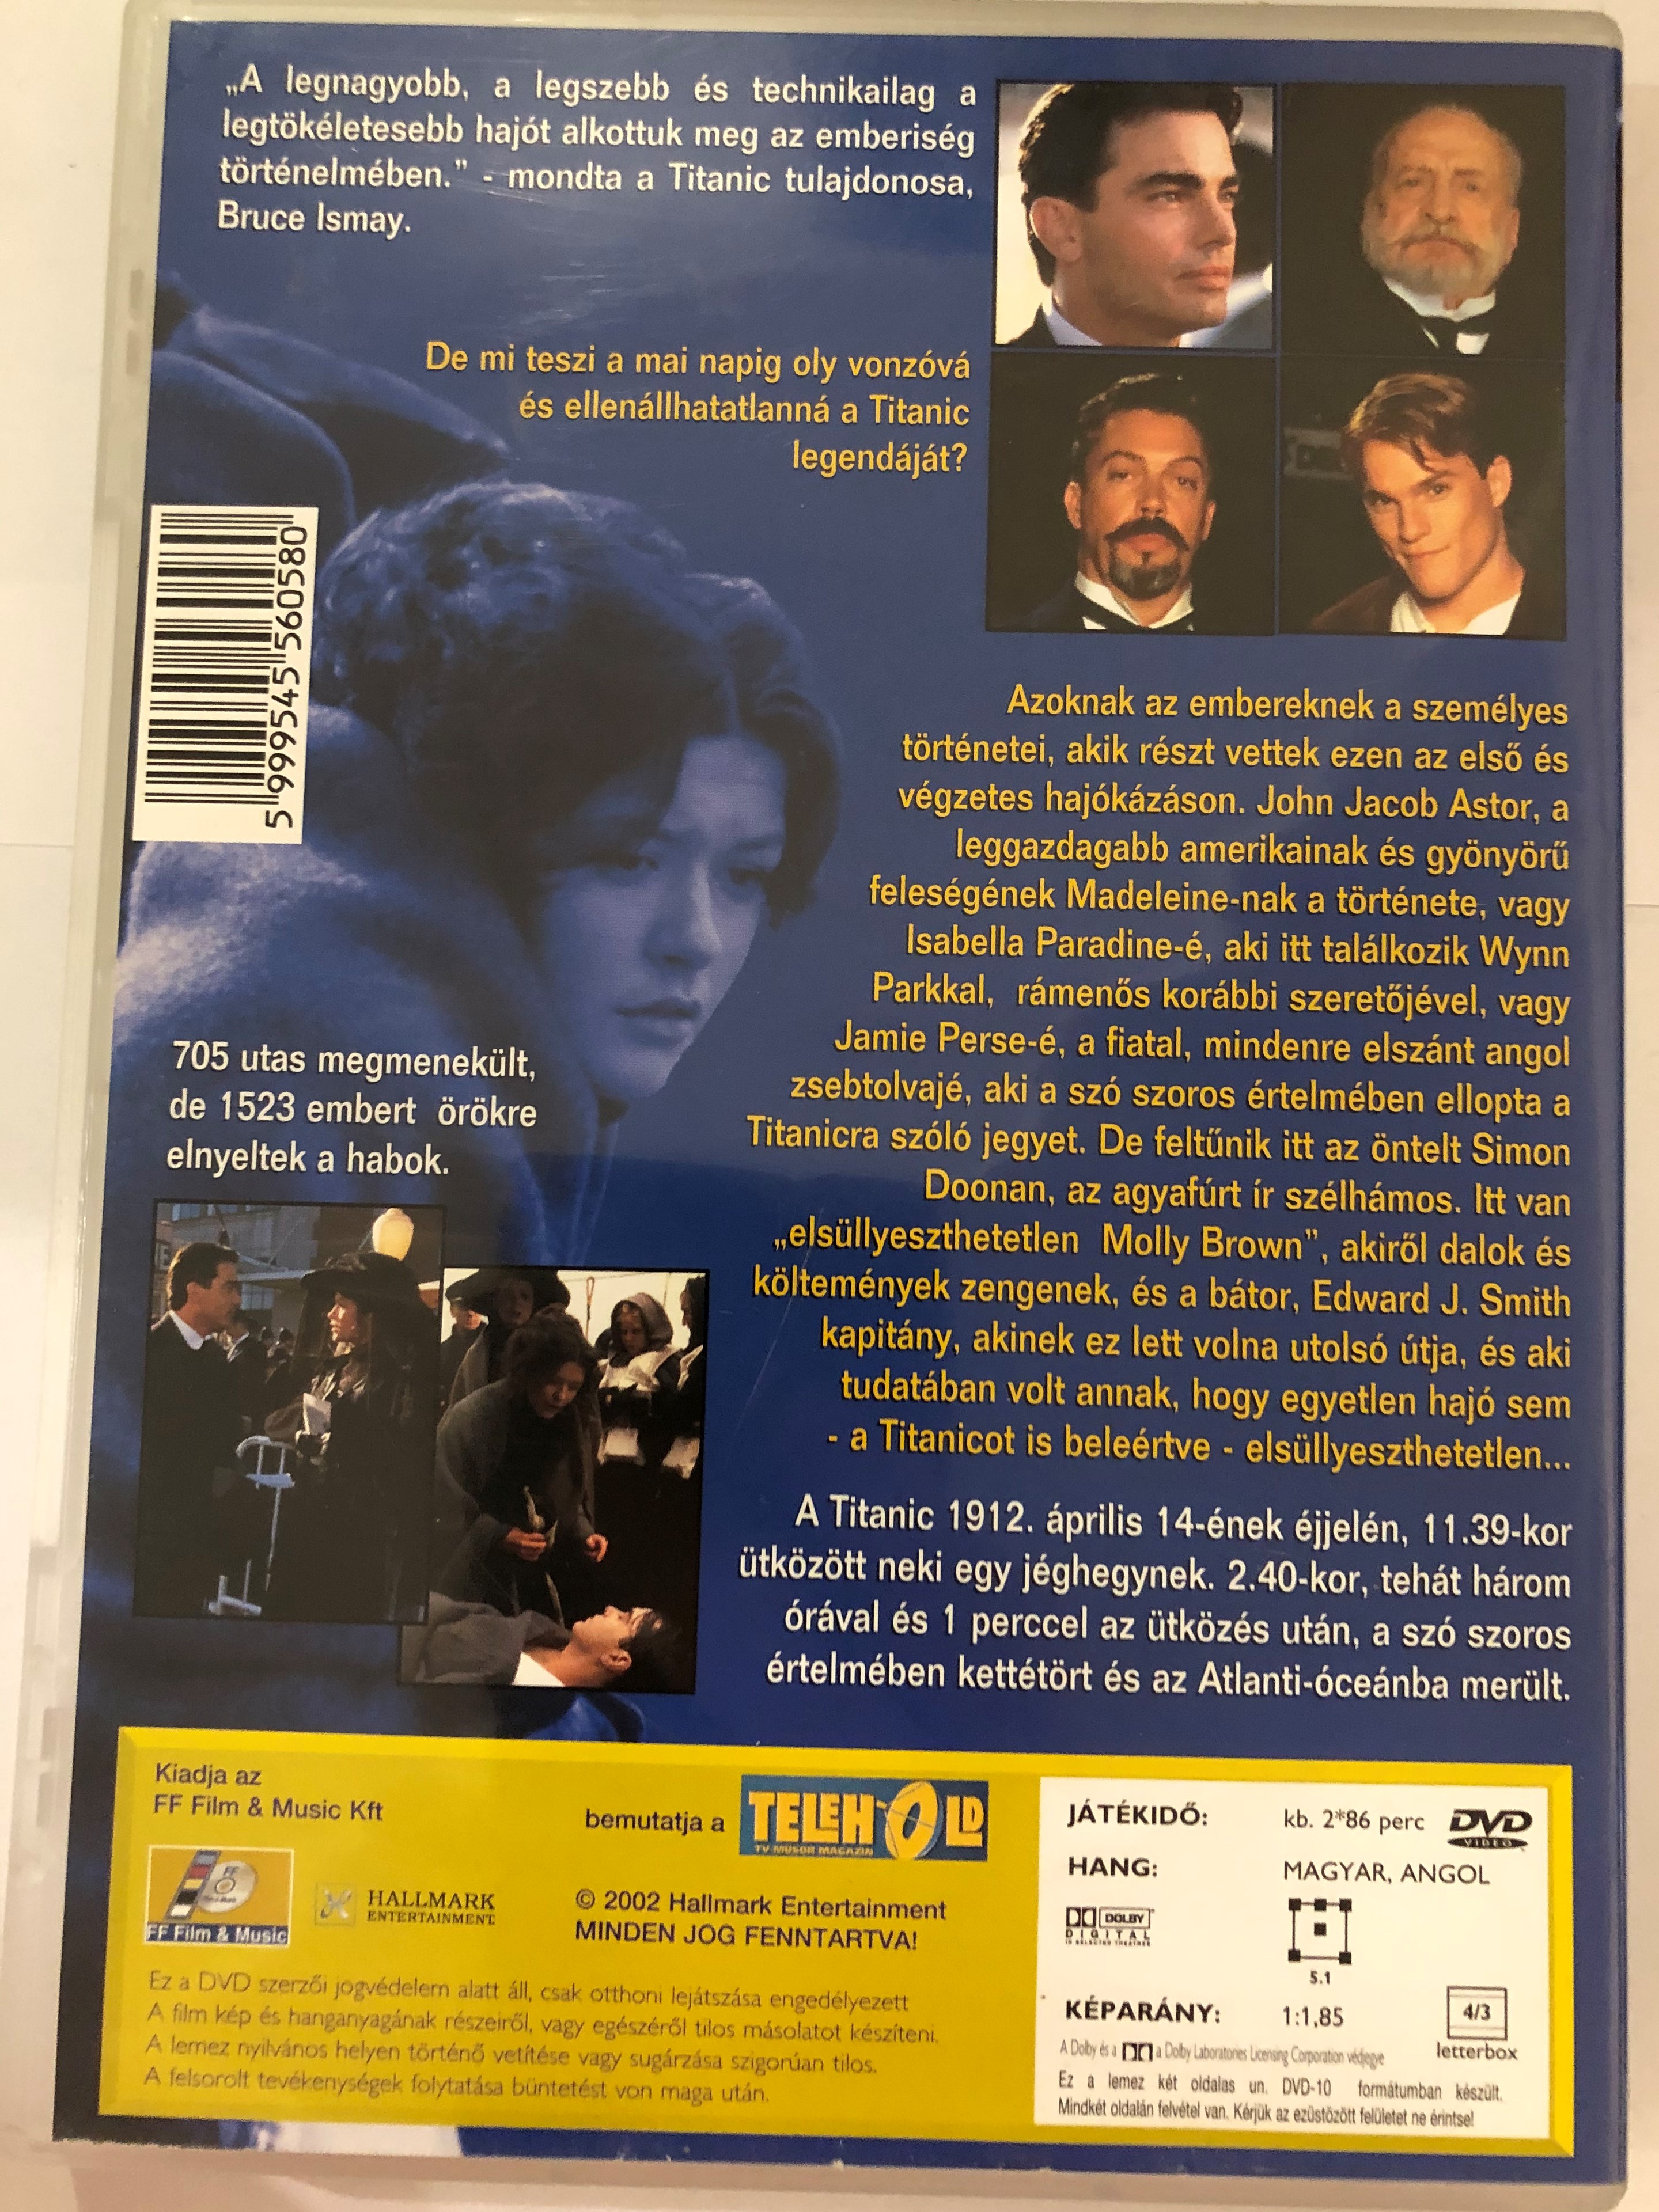 „A legnagyobb, a legszebb és technikailag a
legtökéletesebb hajót alkottuk meg az emberiség
történelmében.” - mondta a Titanic tulajdonosa,
Bruce Ismay.
De mi teszi a mai napig oly vonzóvá
és ellenállhatatlanná a Titanic
legendáját?
5 999545 560580
Azoknak az embereknek a személyes
történetei, akik részt vettek ezen az első és
végzetes hajókázáson. John Jacob Astor, a
leggazdagabb amerikainak és gyönyörű
feleségének Madeleine-nak a története, vagy
Isabella Paradine-é, aki itt találkozik Wynn
Parkkal, rámenős korábbi szeretőjével, vagy
Jamie Perse-é, a fiatal, mindenre elszánt angol
zsebtolvajé, aki a szó szoros értelmében ellopta a
Titanicra szóló jegyet. De feltűnik itt az öntelt Simon
Doonan, az agyafúrt ír szélhámos. Itt van
„elsüllyeszthetetlen Molly Brown”, akiről dalok és
költemények zengenek, és a bátor, Edward J. Smith
kapitány, akinek ez lett volna utolsó útja, és aki
tudatában volt annak, hogy egyetlen hajó sem
- a Titanicot is beleértve - elsüllyeszthetetlen...
705 utas megmenekült,
de 1523 embert örökre
elnyeltek a habok.
A Titanic 1912. április 14-ének éjjelén, 11.39-kor
ütközött neki egy jéghegynek. 2.40-kor, tehát három
órával és 1 perccel az ütközés után, a szó szoros
értelmében kettétört és az Atlanti-óceánba merült.
Kiadja az
FF Film & Music Kft
bemutatja a
TELEHOLD
TV MŰSOR MAGAZIN
FF
FF Film & Music
HALLMARK
ENTERTAINMENT
© 2002 Hallmark Entertainment
MINDEN JOG FENNTARTVA!
Ez a DVD szerzői jogvédelem alatt áll, csak otthoni lejátszása engedélyezett
A film kép és hanganyagának részeiről, vagy egészéről tilos másolatot készíteni.
A lemez nyilvános helyen történő vetítése vagy sugárzása szigorúan tilos.
A felsorolt tevékenységek folytatása büntetést von maga után.
JÁTÉKIDŐ: kb. 2*86 perc
DVD
VIDEO
HANG: MAGYAR, ANGOL
DOLBY
DIGITAL
IN SELECTED THEATRES
5.1
KÉPARÁNY: 1:1,85
4/3
letterbox
A Dolby és a a Dolby Laboratories Licensing Corporation védjegye
Ez a lemez két oldalas un. DVD-10 formátumban készült.
Mindkét oldalán felvétel van. Kérjük az ezüstözött felületet ne érintse!